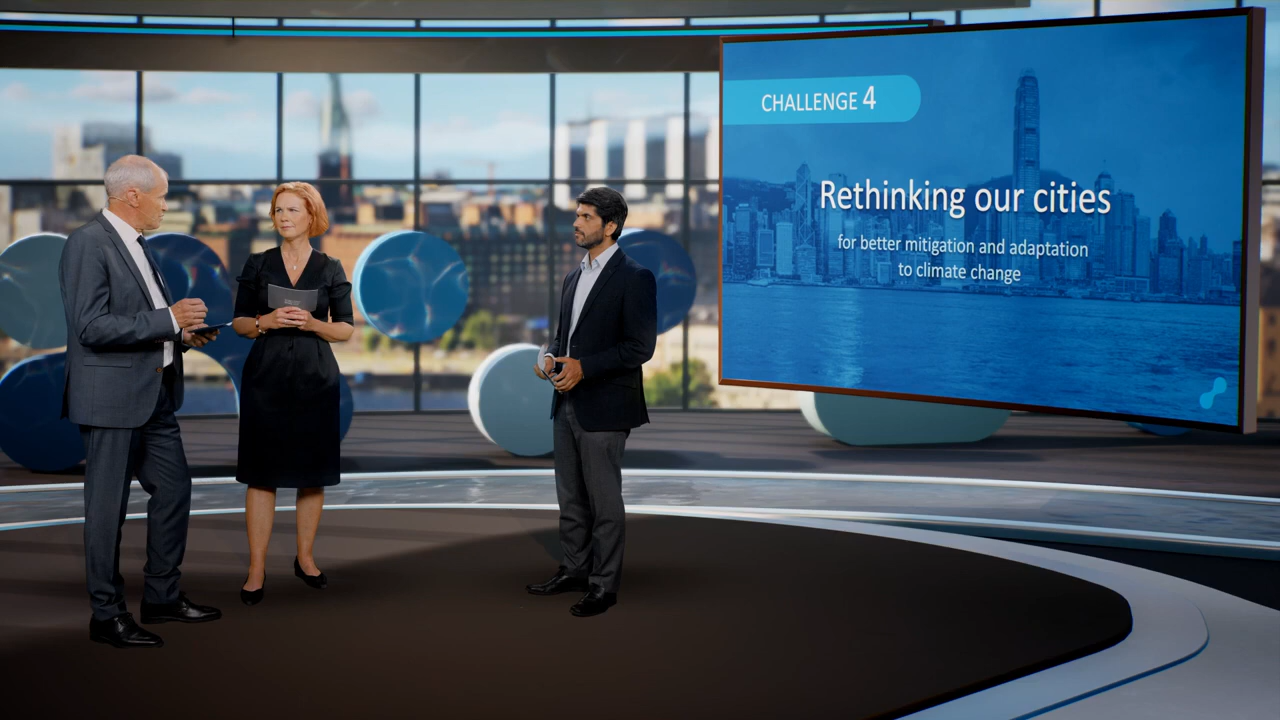 CHALLENGE 4
Rethinking our cities
for better mitigation and adaptation
to climate change